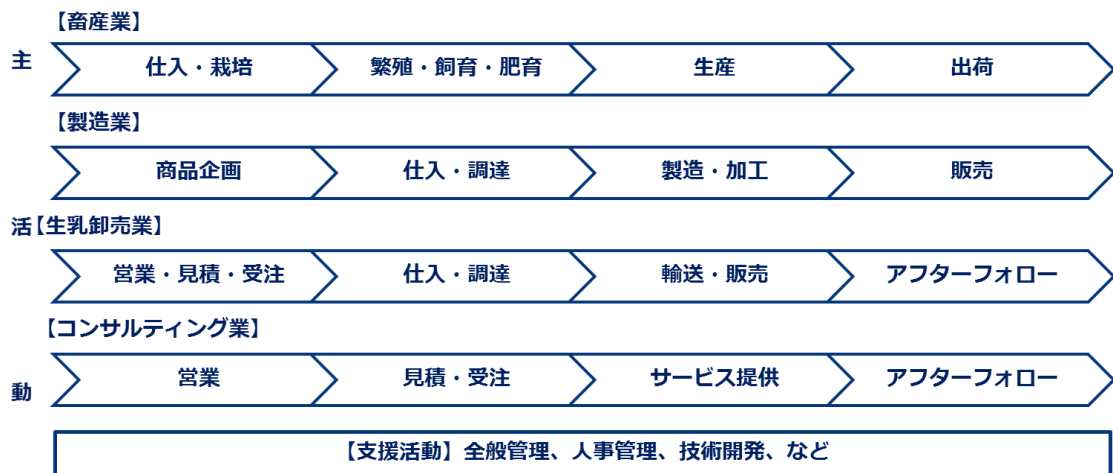 【畜産業】
主
仕入・栽培 繁殖・飼育・肥育 生産 出荷
【製造業】
商品企画 仕入・調達 製造・加工 販売
活【生乳卸売業】
営業・見積・受注 仕入・調達 輸送・販売 アフターフォロー
【コンサルティング業】
営業 見積・受注 サービス提供 アフターフォロー
動
【支援活動】全般管理、人事管理、技術開発、など